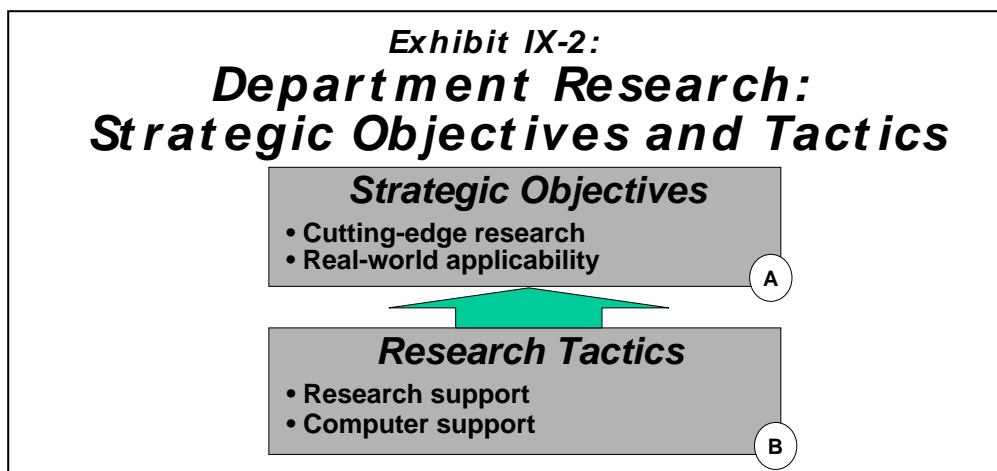 Exhibit IX-2:
Department Research:
Strategic Objectives and Tactics
Strategic Objectives
• Cutting-edge research
• Real-world applicability
A
Research Tactics
• Research support
• Computer support
B